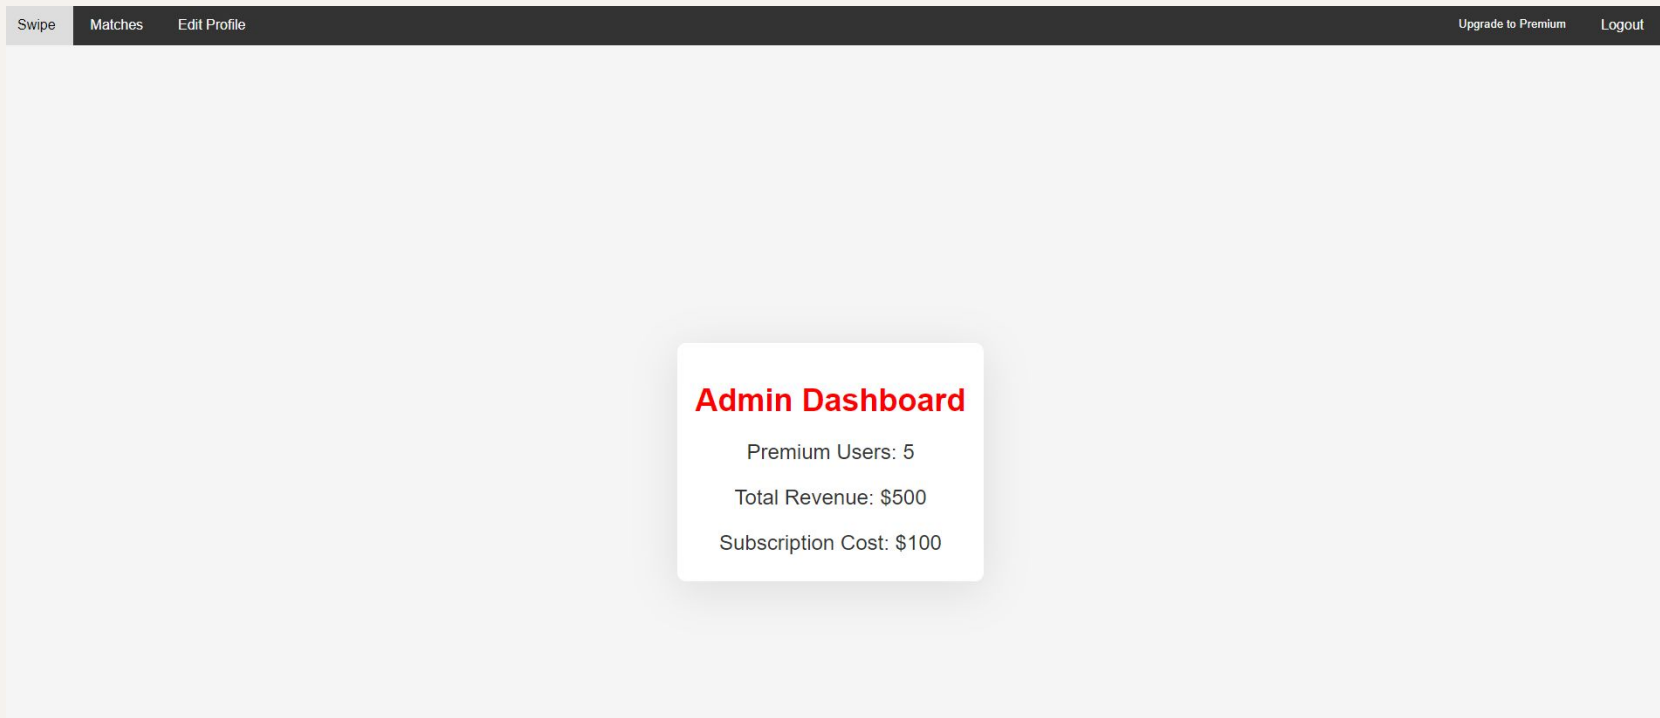 Swipe Matches Edit Profile Upgrade to Premium Logout
Admin Dashboard
Premium Users: 5
Total Revenue: $500
Subscription Cost: $100